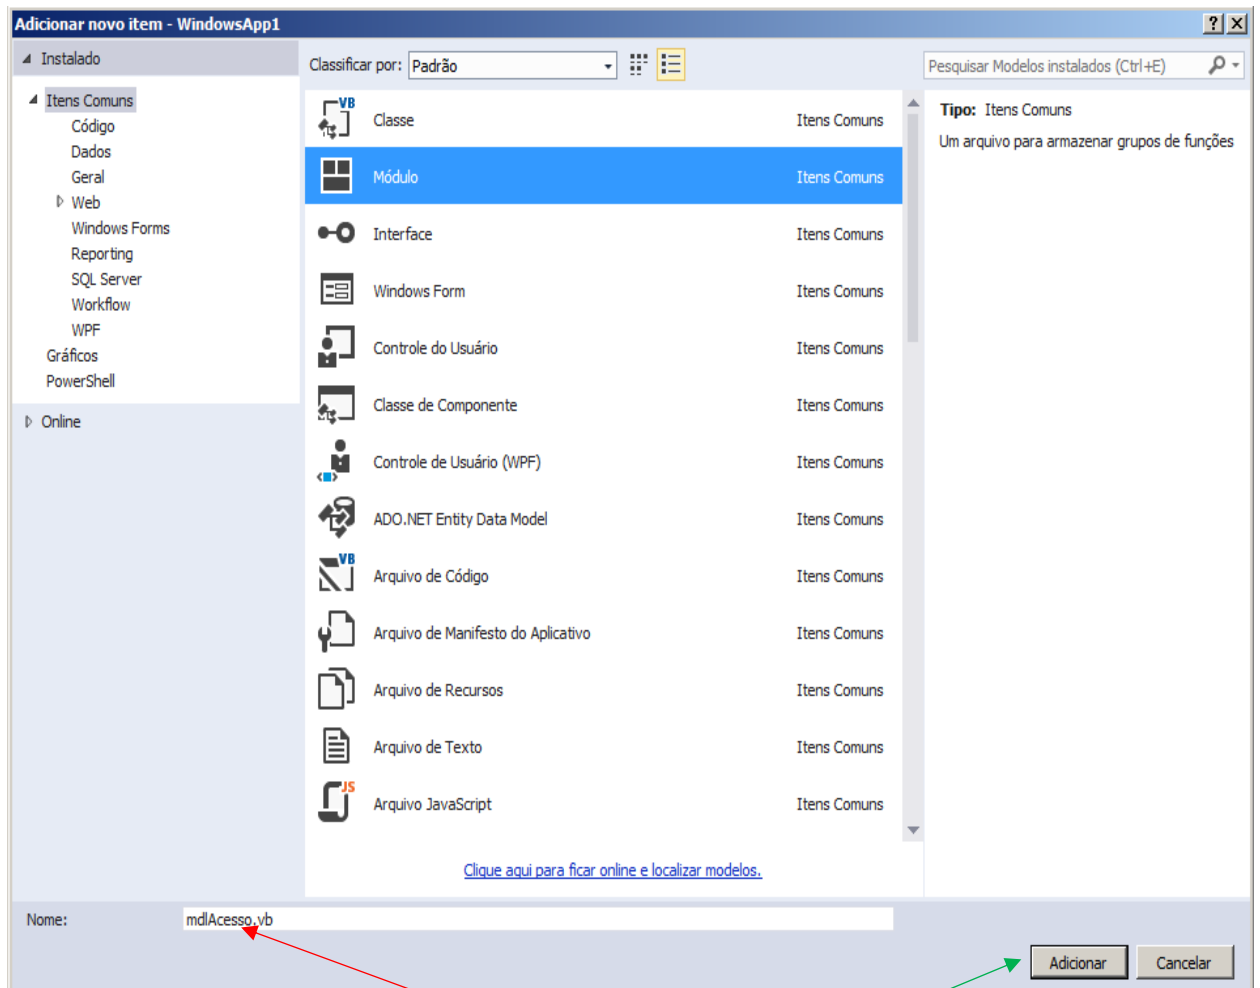 Adicionar novo item - WindowsApp1
Instalado
Itens Comuns
Código
Dados
Geral
Web
Windows Forms
Reporting
SQL Server
Workflow
WPF
Gráficos
PowerShell
Online
Classificar por: Padrão
VB
Classe Itens Comuns
Módulo Itens Comuns
Interface Itens Comuns
Windows Form Itens Comuns
Controle do Usuário Itens Comuns
Classe de Componente Itens Comuns
Controle de Usuário (WPF) Itens Comuns
ADO.NET Entity Data Model Itens Comuns
VB
Arquivo de Código Itens Comuns
Arquivo de Manifesto do Aplicativo Itens Comuns
Arquivo de Recursos Itens Comuns
Arquivo de Texto Itens Comuns
JS
Arquivo JavaScript Itens Comuns
Clique aqui para ficar online e localizar modelos.
Pesquisar Modelos instalados (Ctrl+E)
Tipo: Itens Comuns
Um arquivo para armazenar grupos de funções
Nome: mdlAcesso.vb
Adicionar Cancelar